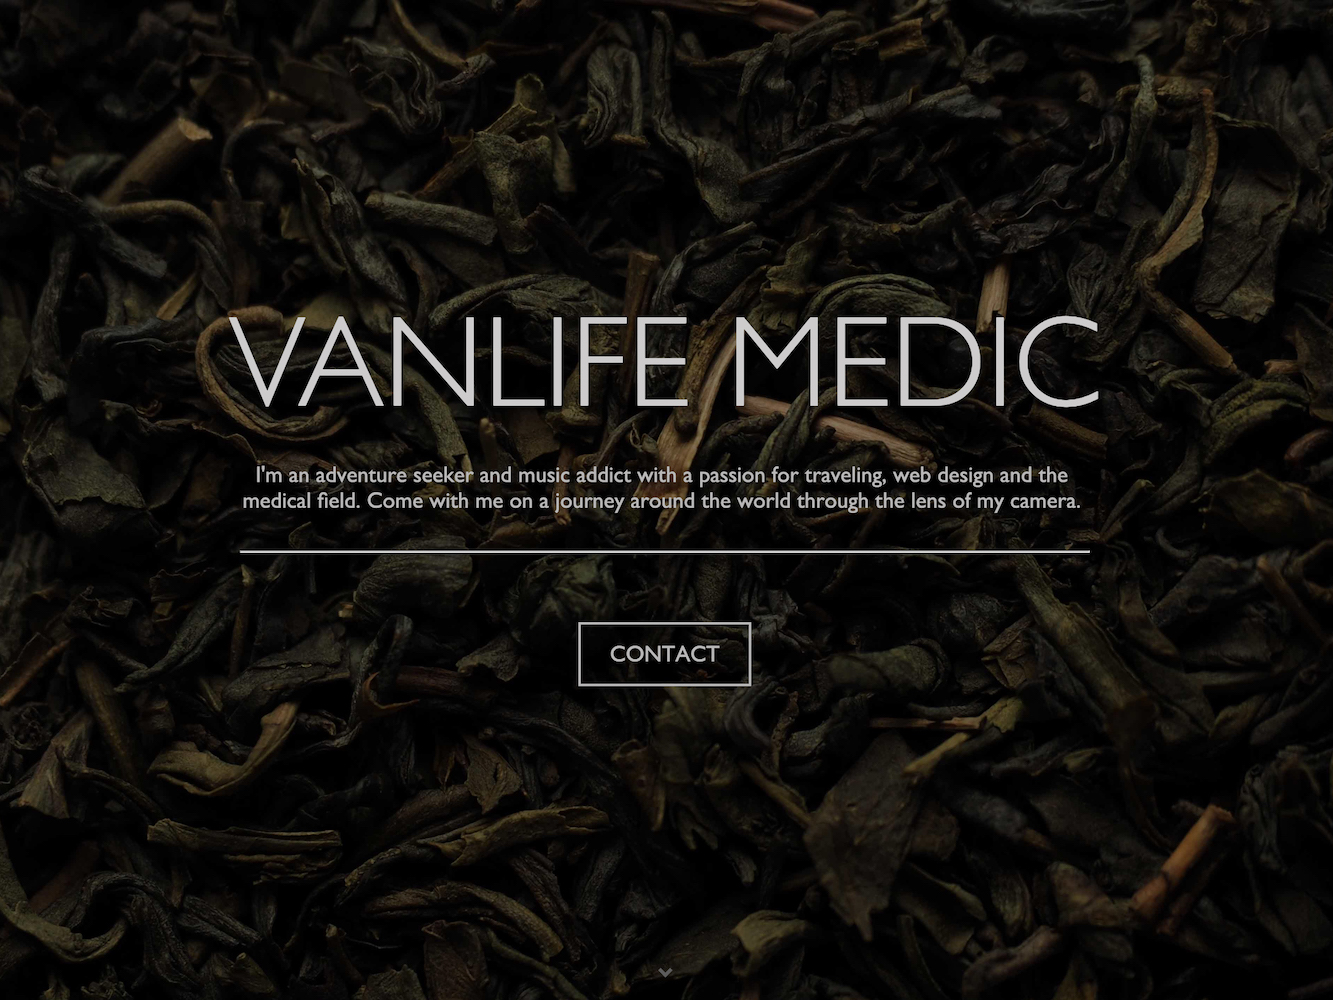 VANLIFE MEDIC
I'm an adventure seeker and music addict with a passion for traveling, web design and the
medical field. Come with me on a journey around the world through the lens of my camera.
CONTACT